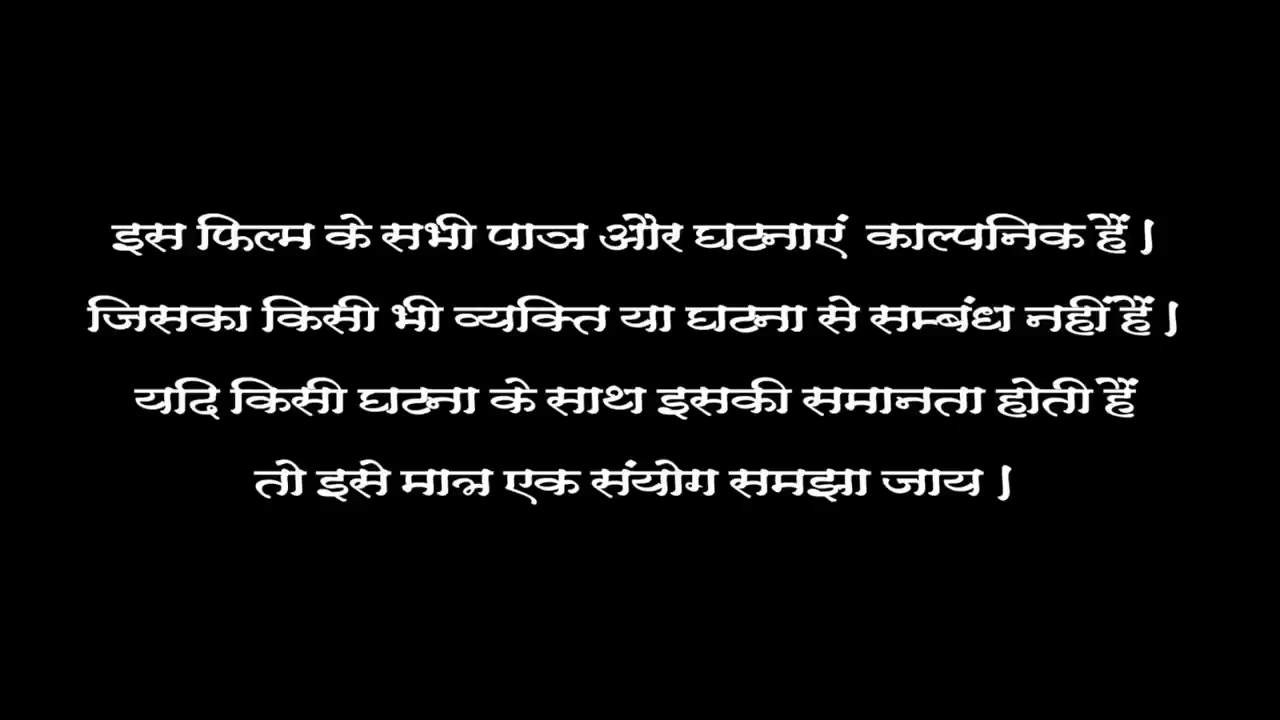 इस फिल्म के सभी पात्र और घटनाएं काल्पनिक हैं।
जिसका किसी भी व्यक्ति या घटना से सम्बंध नहीं हैं।
यदि किसी घटना के साथ इसकी समानता होती हैं
तो इसे मात्र एक संयोग समझा जाय।